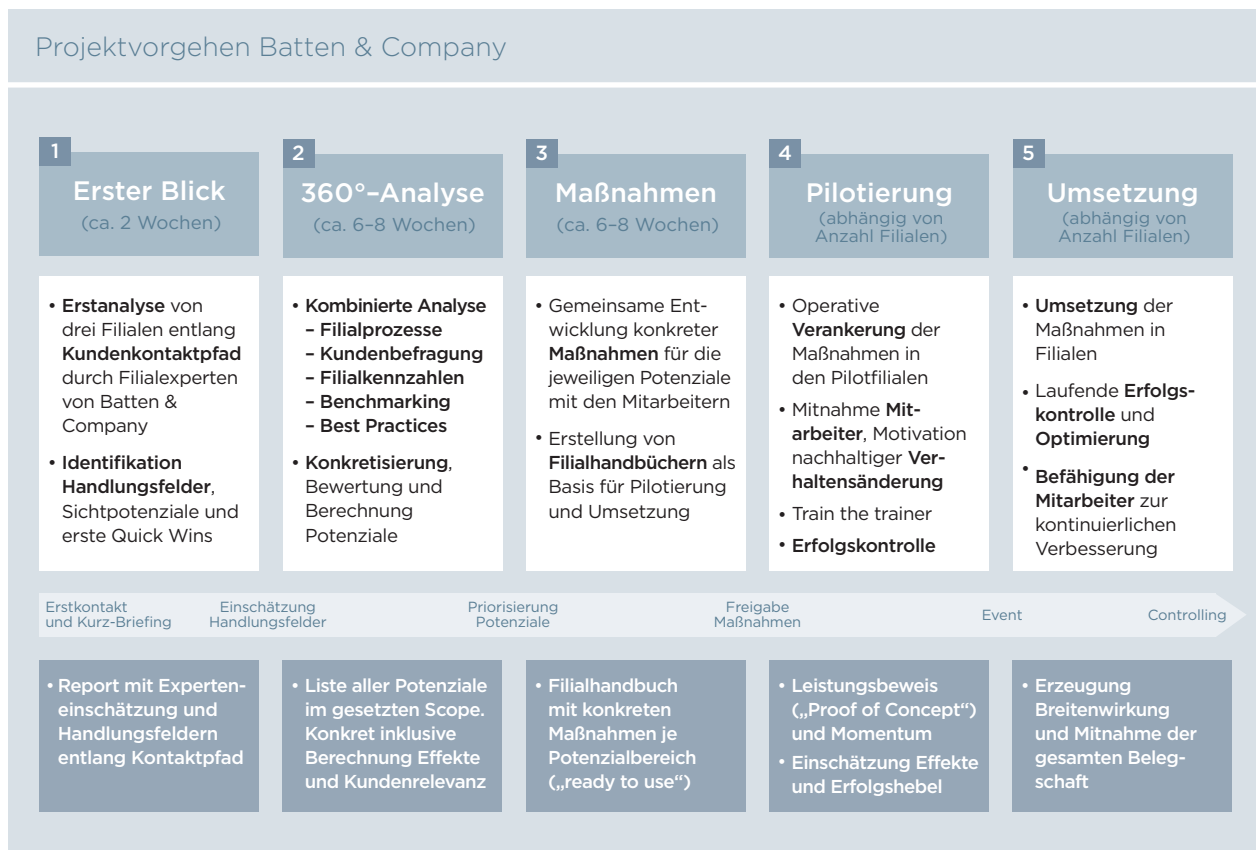 Projektvorgehen Batten & Company
1
Erster Blick
(ca. 2 Wochen)
• Erstanalyse von
drei Filialen entlang
Kundenkontaktpfad
durch Filialexperten
von Batten &
Company
• Identifikation
Handlungsfelder,
Sichtpotenziale und
erste Quick Wins
2
360°–Analyse
(ca. 6–8 Wochen)
• Kombinierte Analyse
– Filialprozesse
– Kundenbefragung
– Filialkennzahlen
– Benchmarking
– Best Practices
• Konkretisierung,
Bewertung und
Berechnung
Potenziale
3
Maßnahmen
(ca. 6–8 Wochen)
• Gemeinsame Ent-
wicklung konkreter
Maßnahmen für die
jeweiligen Potenziale
mit den Mitarbeitern
• Erstellung von
Filialhandbüchern als
Basis für Pilotierung
und Umsetzung
4
Pilotierung
(abhängig von
Anzahl Filialen)
• Operative
Verankerung der
Maßnahmen in
den Pilotfilialen
• Mitnahme Mit-
arbeiter, Motivation
nachhaltiger Ver-
haltensänderung
• Train the trainer
• Erfolgskontrolle
5
Umsetzung
(abhängig von
Anzahl Filialen)
• Umsetzung der
Maßnahmen in
Filialen
• Laufende Erfolgs-
kontrolle und
Optimierung
• Befähigung der
Mitarbeiter zur
kontinuierlichen
Verbesserung
Erstkontakt
und Kurz-Briefing
Einschätzung
Handlungsfelder
Priorisierung
Potenziale
Freigabe
Maßnahmen
Event
Controlling
• Report mit Experten-
einschätzung und
Handlungsfeldern
entlang Kontaktpfad
• Liste aller Potenziale
im gesetzten Scope.
Konkret inklusive
Berechnung Effekte
und Kundenrelevanz
• Filialhandbuch
mit konkreten
Maßnahmen je
Potenzialbereich
(„ready to use“)
• Leistungsbeweis
(„Proof of Concept“)
und Momentum
• Einschätzung Effekte
und Erfolgshebel
• Erzeugung
Breitenwirkung
und Mitnahme der
gesamten Beleg-
schaft